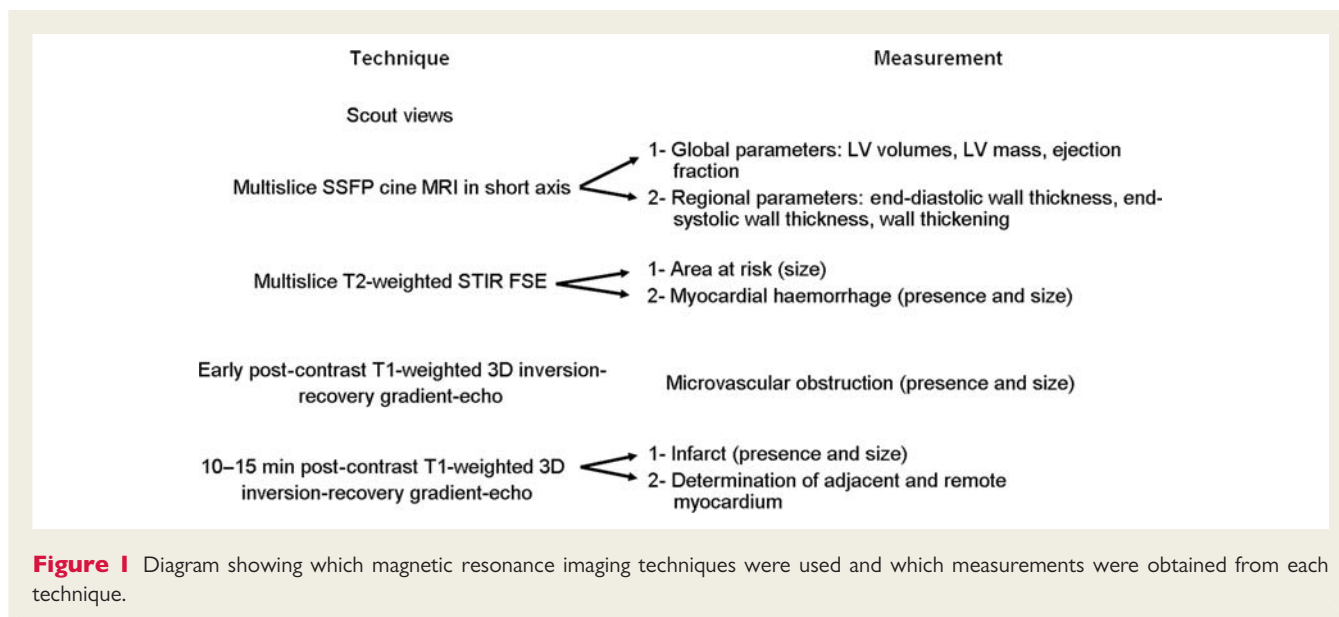 Technique Measurement
Scout views
Multislice SSFP cine MRI in short axis
1- Global parameters: LV volumes, LV mass, ejection
fraction
2- Regional parameters: end-diastolic wall thickness, end-
systolic wall thickness, wall thickening
Multislice T2-weighted STIR FSE
1- Area at risk (size)
2- Myocardial haemorrhage (presence and size)
Early post-contrast T1-weighted 3D inversion-
recovery gradient-echo
Microvascular obstruction (presence and size)
10–15 min post-contrast T1-weighted 3D
inversion-recovery gradient-echo
1- Infarct (presence and size)
2- Determination of adjacent and remote
myocardium
Figure 1 Diagram showing which magnetic resonance imaging techniques were used and which measurements were obtained from each
technique.